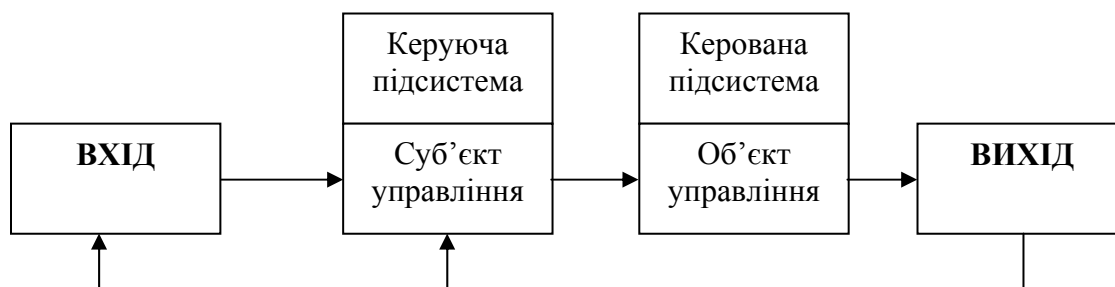 Керуюча
підсистема
Керована
підсистема
ВХІД
Суб’єкт
управління
Об’єкт
управління
ВИХІД